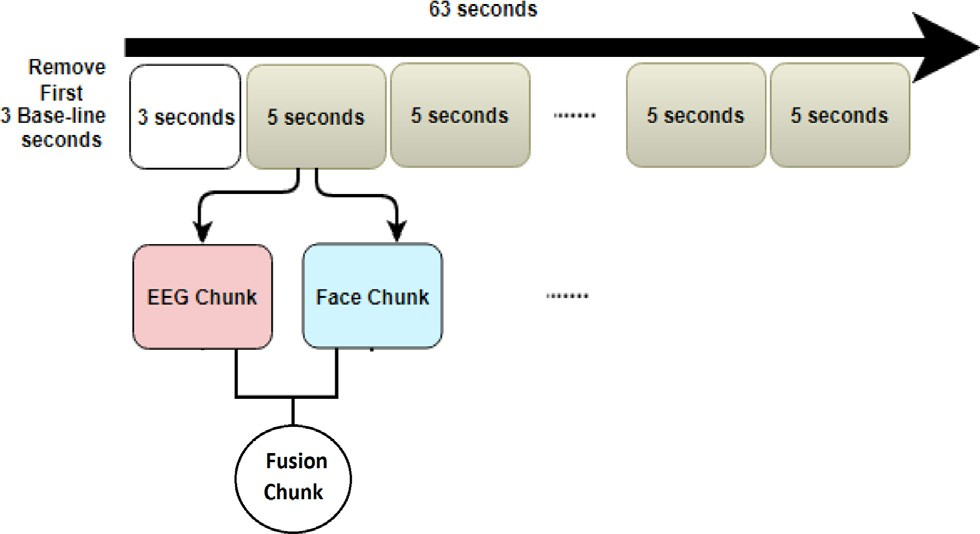 63 seconds
Remove
First
3 Base-line
seconds
3 seconds
5 seconds
5 seconds
.......
5 seconds
5 seconds
EEG Chunk
Face Chunk
.......
Fusion
Chunk